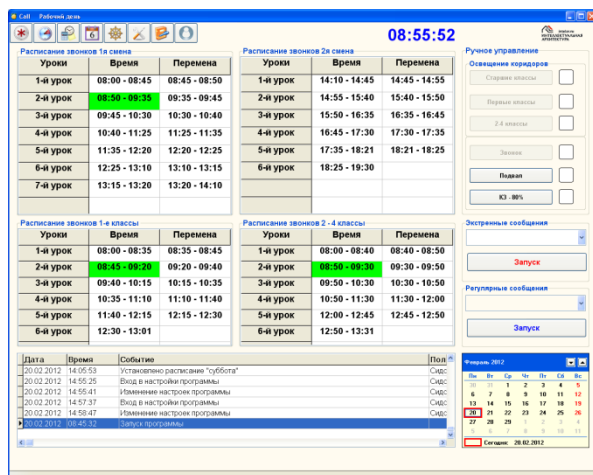 Call Рабочий день
6
08:55:52
ИНТЕЛЛЕКТУАЛЬНАЯ
АРХИТЕКТУРА
Расписание звонков 1я смена
Уроки Время Перемена
1-й урок 08:00 - 08:45 08:45 - 08:50
2-й урок 08:50 - 09:35 09:35 - 09:45
3-й урок 09:45 - 10:30 10:30 - 10:40
4-й урок 10:40 - 11:25 11:25 - 11:35
5-й урок 11:35 - 12:20 12:20 - 12:25
6-й урок 12:25 - 13:10 13:10 - 13:15
7-й урок 13:15 - 13:20 13:20 - 14:10
Расписание звонков 2я смена
Уроки Время Перемена
1-й урок 14:10 - 14:45 14:45 - 14:55
2-й урок 14:55 - 15:40 15:40 - 15:50
3-й урок 15:50 - 16:35 16:35 - 16:45
4-й урок 16:45 - 17:30 17:30 - 17:35
5-й урок 17:35 - 18:21 18:21 - 18:25
6-й урок 18:25 - 19:30
Ручное управление
Освещение коридоров
Старшие классы
Первые классы
2-4 классы
Звонок
Подвал
КЗ - 80%
Расписание звонков 1-е классы
Уроки Время Перемена
1-й урок 08:00 - 08:35 08:35 - 08:45
2-й урок 08:45 - 09:20 09:20 - 09:40
3-й урок 09:40 - 10:15 10:15 - 10:35
4-й урок 10:35 - 11:10 11:10 - 11:40
5-й урок 11:40 - 12:15 12:15 - 12:30
6-й урок 12:30 - 13:01
Расписание звонков 2 - 4 классы
Уроки Время Перемена
1-й урок 08:00 - 08:40 08:40 - 08:50
2-й урок 08:50 - 09:30 09:30 - 09:50
3-й урок 09:50 - 10:30 10:30 - 10:50
4-й урок 10:50 - 11:30 11:30 - 12:00
5-й урок 12:00 - 12:45 12:45 - 12:50
6-й урок 12:50 - 13:31
Экстренные сообщения
Запуск
Регулярные сообщения
Запуск
Дата Время Событие Пол
20.02.2012 14:05:53 Установлено расписание "суббота" Сидо
20.02.2012 14:55:25 Вход в настройки программы Сидо
20.02.2012 14:55:41 Изменение настроек программы Сидо
20.02.2012 14:57:37 Вход в настройки программы Сидо
20.02.2012 14:58:47 Изменение настроек программы Сидо
20.02.2012 08:45:32 Запуск программы Сидо
Февраль 2012
Пн Вт Ср Чт Пт Сб Вс
30 31 1 2 3 4 5
6 7 8 9 10 11 12
13 14 15 16 17 18 19
20 21 22 23 24 25 26
27 28 29 1 2 3 4
5 6 7 8 9 10 11
Сегодня: 20.02.2012